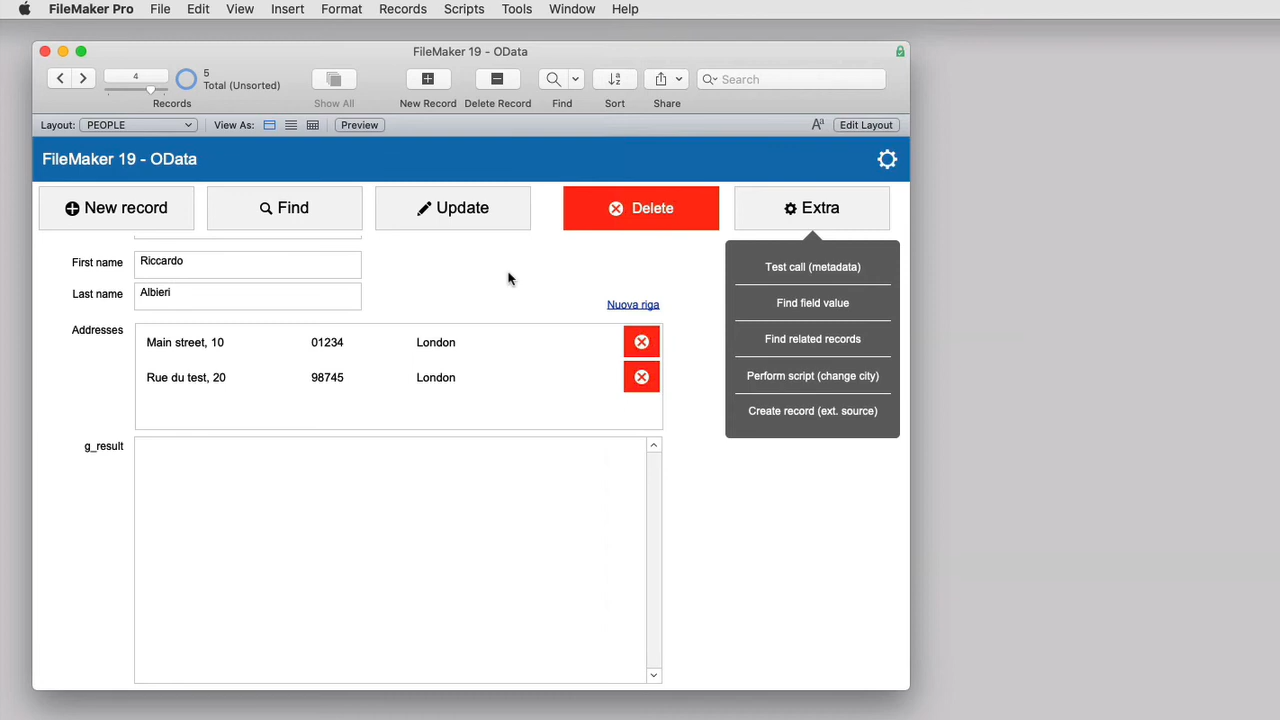 FileMaker Pro File Edit View Insert Format Records Scripts Tools Window Help
FileMaker 19 - OData
4
5
Total (Unsorted)
Search
Records Show All New Record Delete Record Find Sort Share
Layout: PEOPLE View As: Preview Aa Edit Layout
FileMaker 19 - OData
New record Find Update Delete Extra
Test call (metadata)
Find field value
Find related records
Perform script (change city)
Create record (ext. source)
First name Riccardo
Last name Albieri
Nuova riga
Addresses
Main street, 10 01234 London
Rue du test, 20 98745 London
g_result